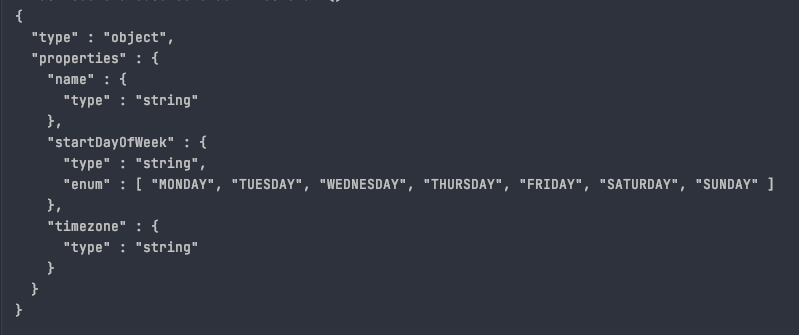 {
  "type" : "object",
  "properties" : {
    "name" : {
      "type" : "string"
    },
    "startDayOfWeek" : {
      "type" : "string",
      "enum" : [ "MONDAY", "TUESDAY", "WEDNESDAY", "THURSDAY", "FRIDAY", "SATURDAY", "SUNDAY" ]
    },
    "timezone" : {
      "type" : "string"
    }
  }
}